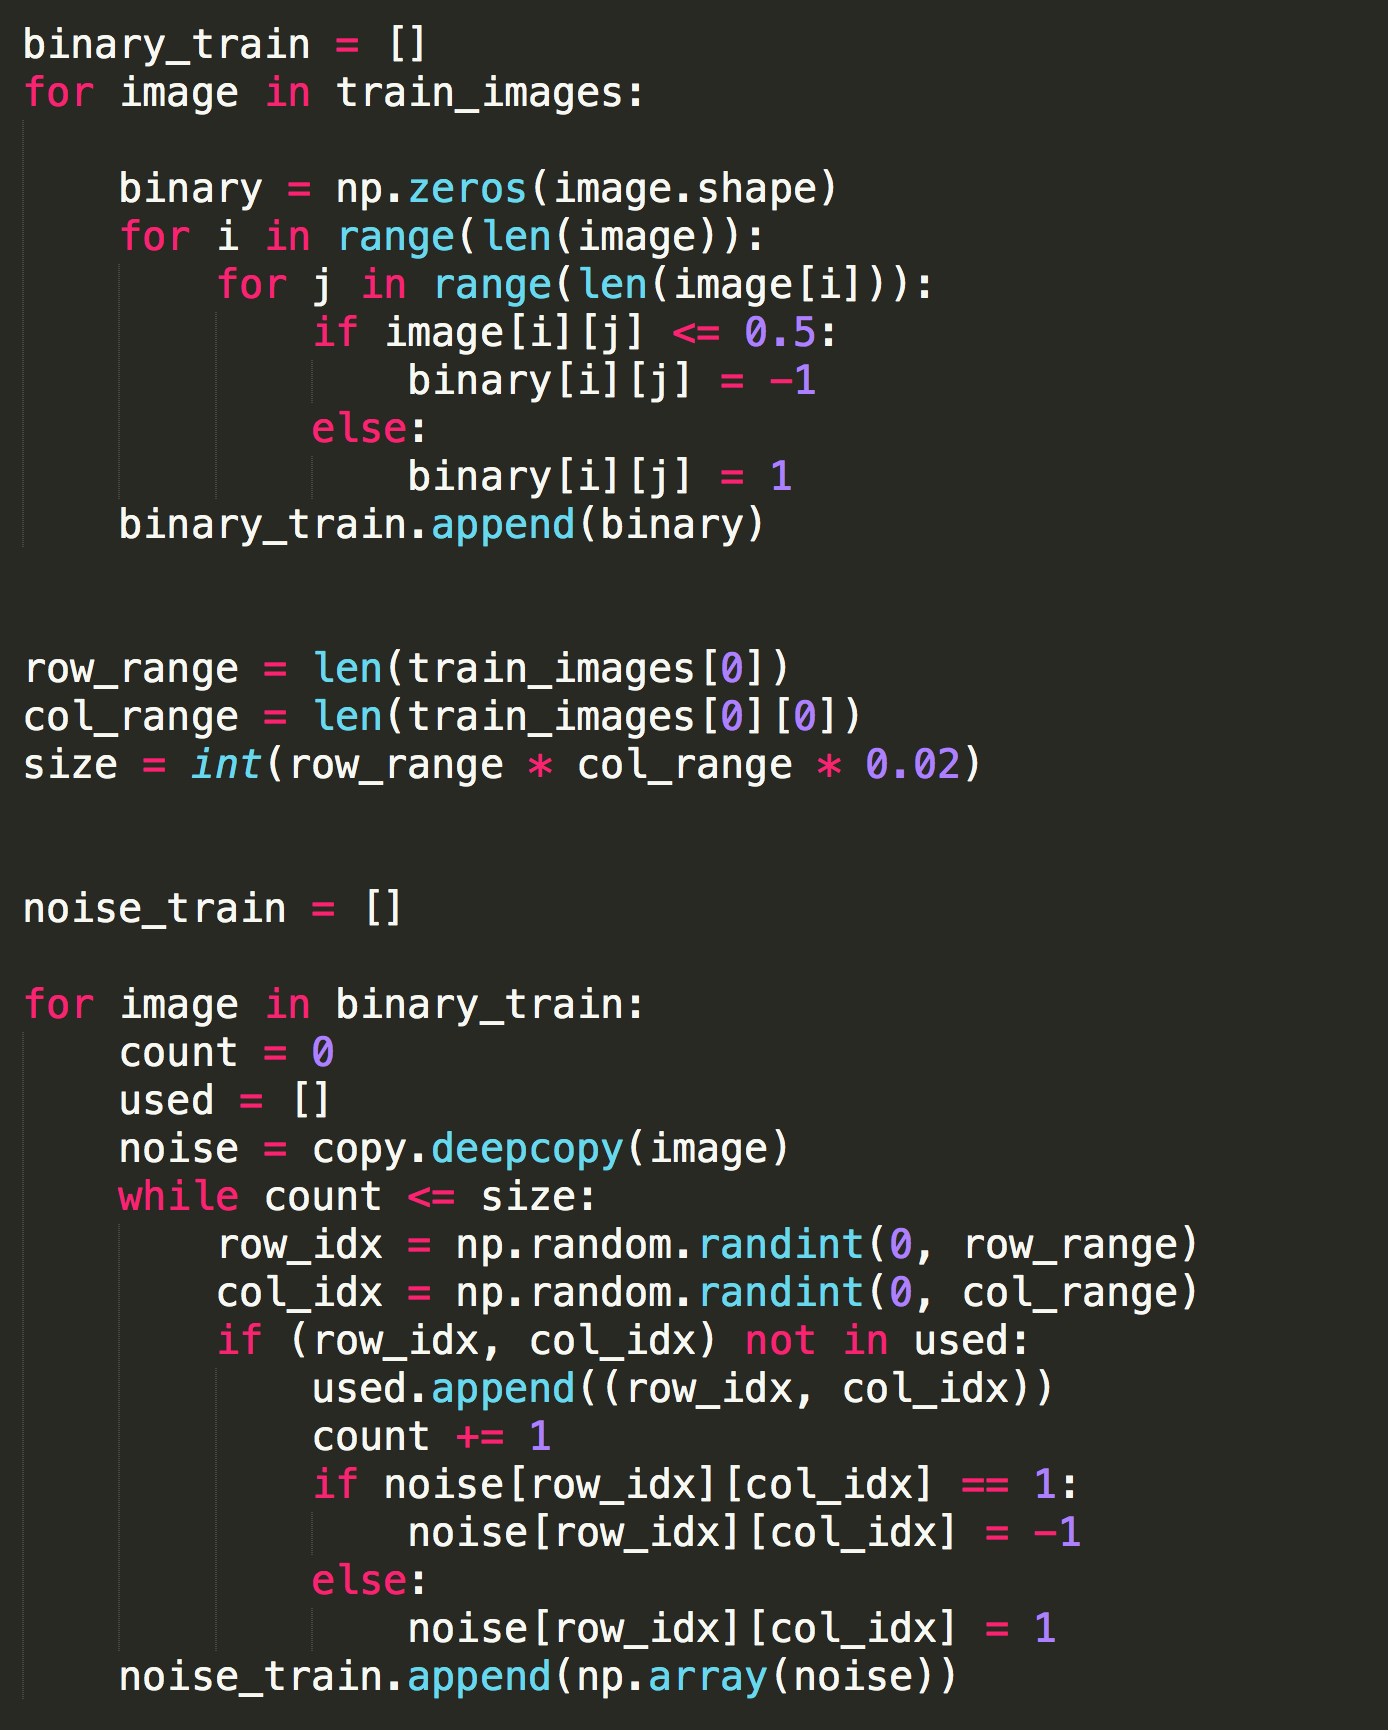 binary_train = []
for image in train_images:

    binary = np.zeros(image.shape)
    for i in range(len(image)):
        for j in range(len(image[i])):
            if image[i][j] <= 0.5:
                binary[i][j] = -1
            else:
                binary[i][j] = 1
    binary_train.append(binary)


row_range = len(train_images[0])
col_range = len(train_images[0][0])
size = int(row_range * col_range * 0.02)


noise_train = []

for image in binary_train:
    count = 0
    used = []
    noise = copy.deepcopy(image)
    while count <= size:
        row_idx = np.random.randint(0, row_range)
        col_idx = np.random.randint(0, col_range)
        if (row_idx, col_idx) not in used:
            used.append((row_idx, col_idx))
            count += 1
            if noise[row_idx][col_idx] == 1:
                noise[row_idx][col_idx] = -1
            else:
                noise[row_idx][col_idx] = 1
    noise_train.append(np.array(noise))